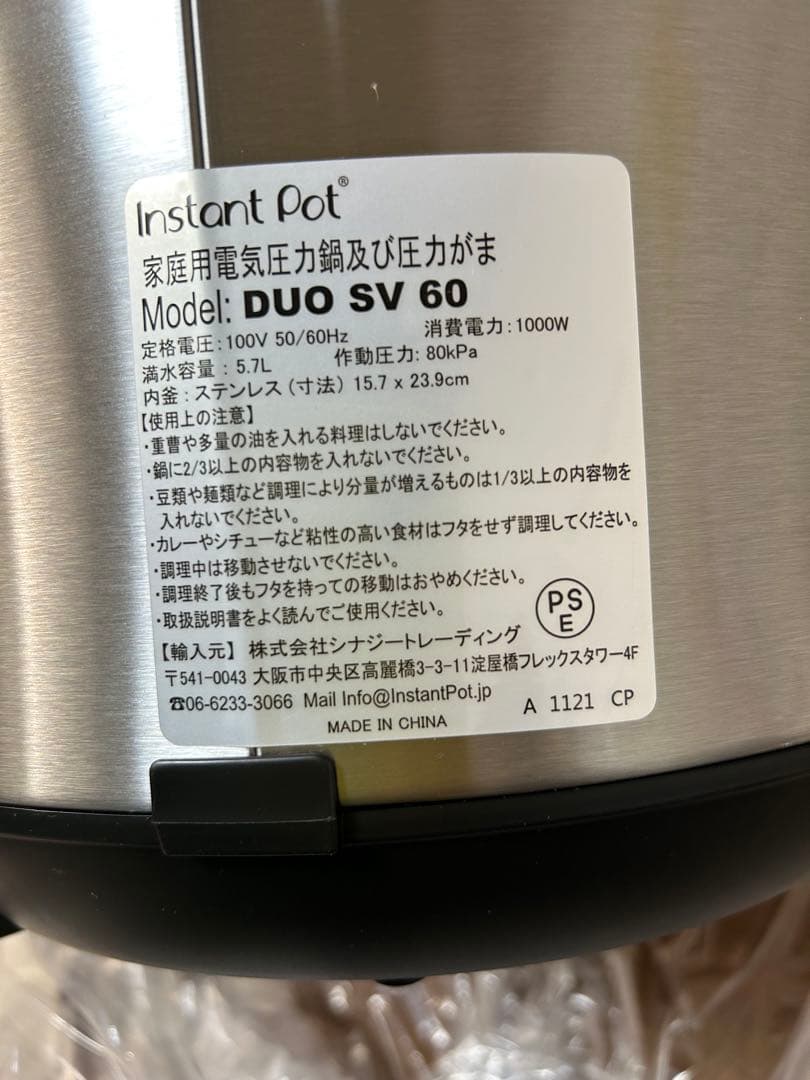 Instant Pot®
家庭用電気圧力鍋及び圧力がま
Model: DUO SV 60
定格電圧:100V 50/60Hz 消費電力:1000W
満水容量 : 5.7L 作動圧力: 80kPa
内釜 : ステンレス (寸法) 15.7 x 23.9cm
【使用上の注意】
・重曹や多量の油を入れる料理はしないでください。
・鍋に2/3以上の内容物を入れないでください。
・豆類や麺類など調理により分量が増えるものは1/3以上の内容物を
入れないでください。
・カレーやシチューなど粘性の高い食材はフタをせず調理してください。
・調理中は移動させないでください。
・調理終了後もフタを持っての移動はおやめください。
・取扱説明書をよく読んでご使用ください。
PS
E
【輸入元】 株式会社シナジートレーディング
〒541-0043 大阪市中央区高麗橋3-3-11淀屋橋フレックスタワー4F
☎06-6233-3066 Mail Info@InstantPot.jp
A 1121 CP
MADE IN CHINA